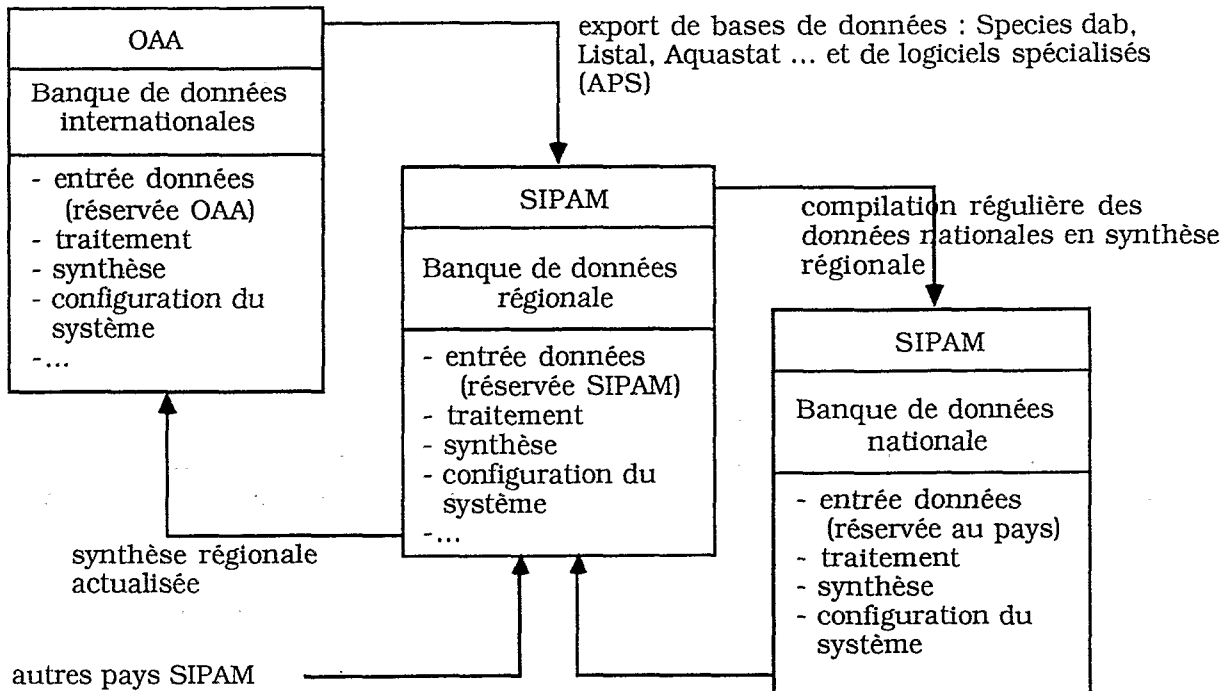 OAA
Banque de données
internationales
- entrée données
(réservée OAA)
- traitement
- synthèse
- configuration du
système
-...
export de bases de données : Species dab,
Listal, Aquastat ... et de logiciels spécialisés
(APS)
SIPAM
Banque de données
régionale
- entrée données
(réservée SIPAM)
- traitement
- synthèse
- configuration du
système
-...
compilation régulière des
données nationales en synthèse
régionale
SIPAM
Banque de données
nationale
- entrée données
(réservée au pays)
- traitement
- synthèse
- configuration du
système
synthèse régionale
actualisée
autres pays SIPAM